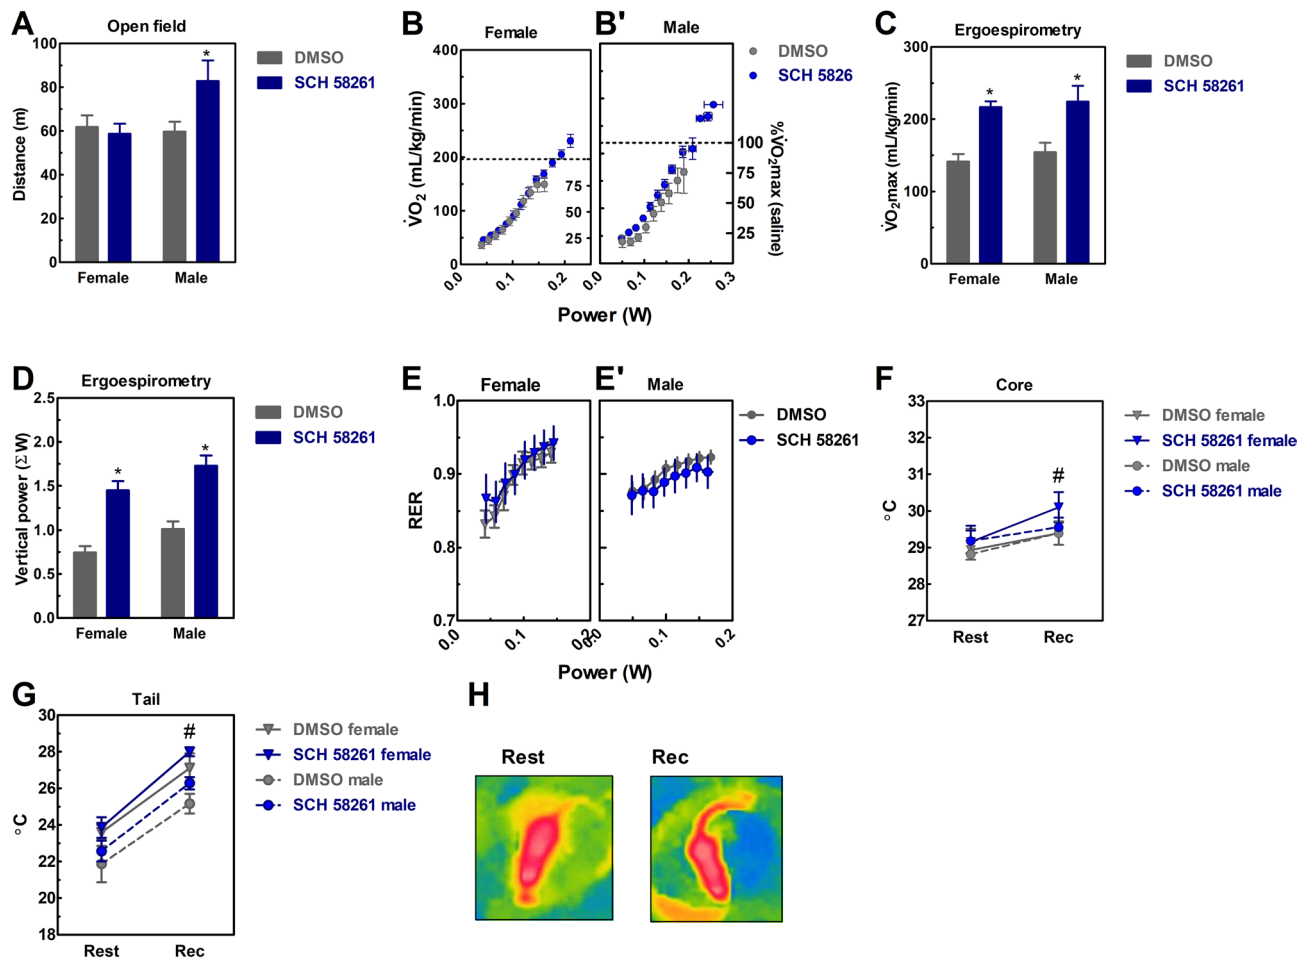 A
Open field
Distance (m)
100
80
60
40
20
0
*
Female
Male
DMSO
SCH 58261
B
Female
V̇O2 (mL/kg/min)
400
300
200
100
0
75
50
25
0.0
0.1
0.2
B'
Male
DMSO
SCH 5826
100
75
50
25
%V̇O2max (saline)
0.0
0.1
0.2
0.3
Power (W)
C
Ergoespirometry
V̇O2max (mL/kg/min)
300
200
100
0
*
*
Female
Male
DMSO
SCH 58261
D
Ergoespirometry
Vertical power (ΣW)
2.5
2.0
1.5
1.0
0.5
0.0
*
*
Female
Male
DMSO
SCH 58261
E
Female
RER
1.0
0.9
0.8
0.7
0.0
0.1
0.2
E'
Male
DMSO
SCH 58261
0.0
0.1
0.2
Power (W)
F
Core
°C
33
32
31
30
29
28
27
#
Rest
Rec
DMSO female
SCH 58261 female
DMSO male
SCH 58261 male
G
Tail
°C
30
28
26
24
22
20
18
#
Rest
Rec
DMSO female
SCH 58261 female
DMSO male
SCH 58261 male
H
Rest
Rec